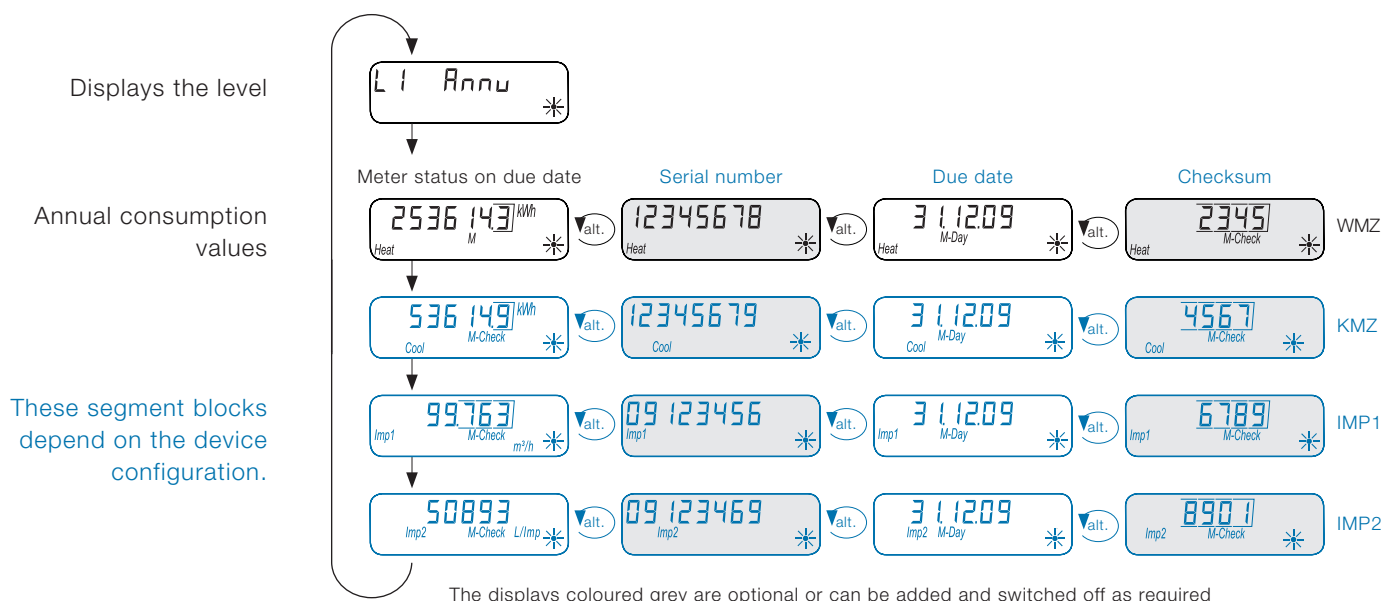 Displays the level
L1 Annu
Meter status on due date Serial number Due date Checksum
Annual consumption
values
253614.3 kWh
Heat M
alt.
12345678
Heat
alt.
31.12.09
Heat M-Day
alt.
2345
Heat M-Check
WMZ
53614.9 kWh
Cool M-Check
alt.
12345679
Cool
alt.
31.12.09
Cool M-Day
alt.
4567
Cool M-Check
KMZ
These segment blocks
depend on the device
configuration.
99.763
Imp1 M-Check m³/h
alt.
09123456
Imp1
alt.
31.12.09
Imp1 M-Day
alt.
6789
Imp1 M-Check
IMP1
50893
Imp2 M-Check L/Imp
alt.
09123469
Imp2
alt.
31.12.09
Imp2 M-Day
alt.
8901
Imp2 M-Check
IMP2
The displays coloured grey are optional or can be added and switched off as required